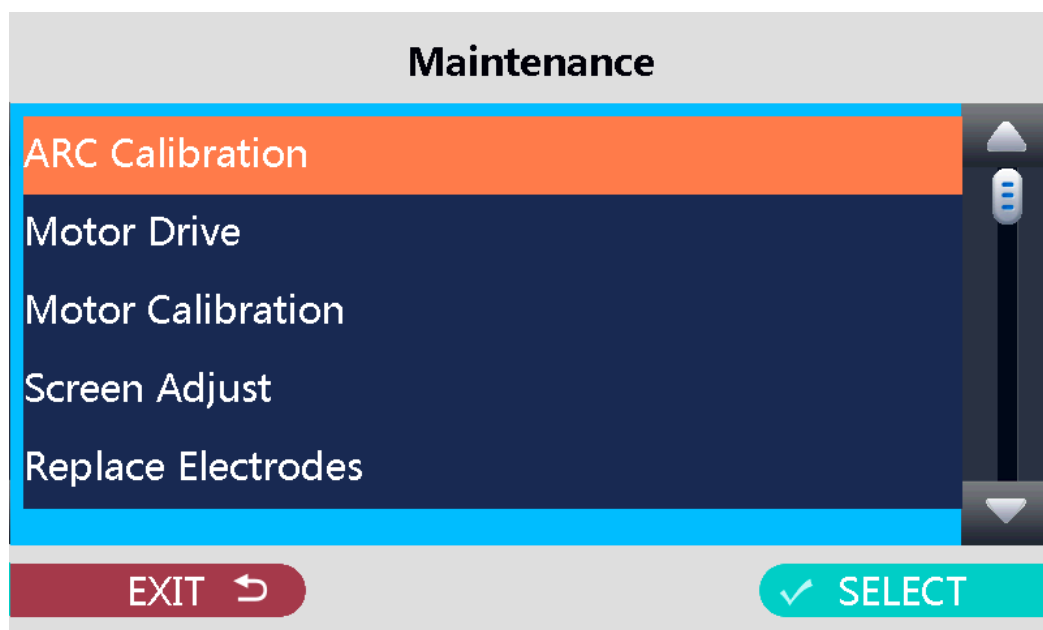 Maintenance
ARC Calibration
Motor Drive
Motor Calibration
Screen Adjust
Replace Electrodes
EXIT
SELECT